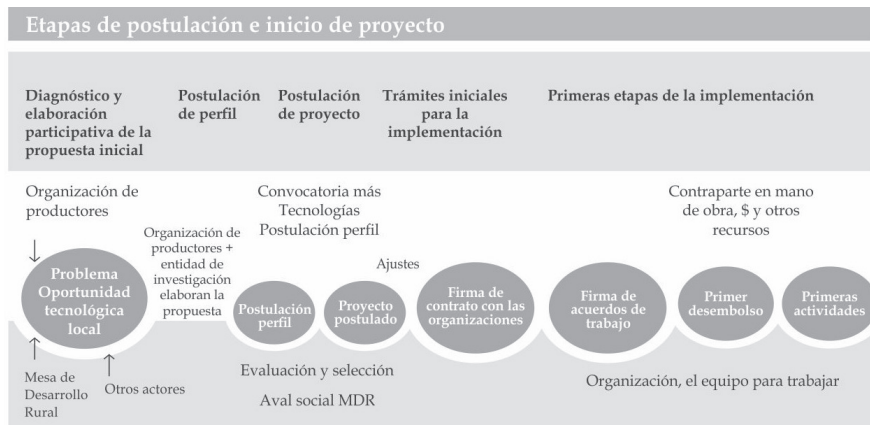 Etapas de postulación e inicio de proyecto
Diagnóstico y
elaboración
participativa de la
propuesta inicial
Postulación
de perfil
Postulación
de proyecto
Trámites iniciales
para la
implementación
Primeras etapas de la implementación
Organización de
productores
Problema
Oportunidad
tecnológica
local
Mesa de
Desarrollo
Rural
Otros actores
Organización de
productores +
entidad de
investigación
elaboran la
propuesta
Convocatoria más
Tecnologías
Postulación perfil
Postulación
perfil
Proyecto
postulado
Ajustes
Evaluación y selección
Aval social MDR
Firma de
contrato con las
organizaciones
Firma de
acuerdos de
trabajo
Contraparte en mano
de obra, $ y otros
recursos
Primer
desembolso
Primeras
actividades
Organización, el equipo para trabajar